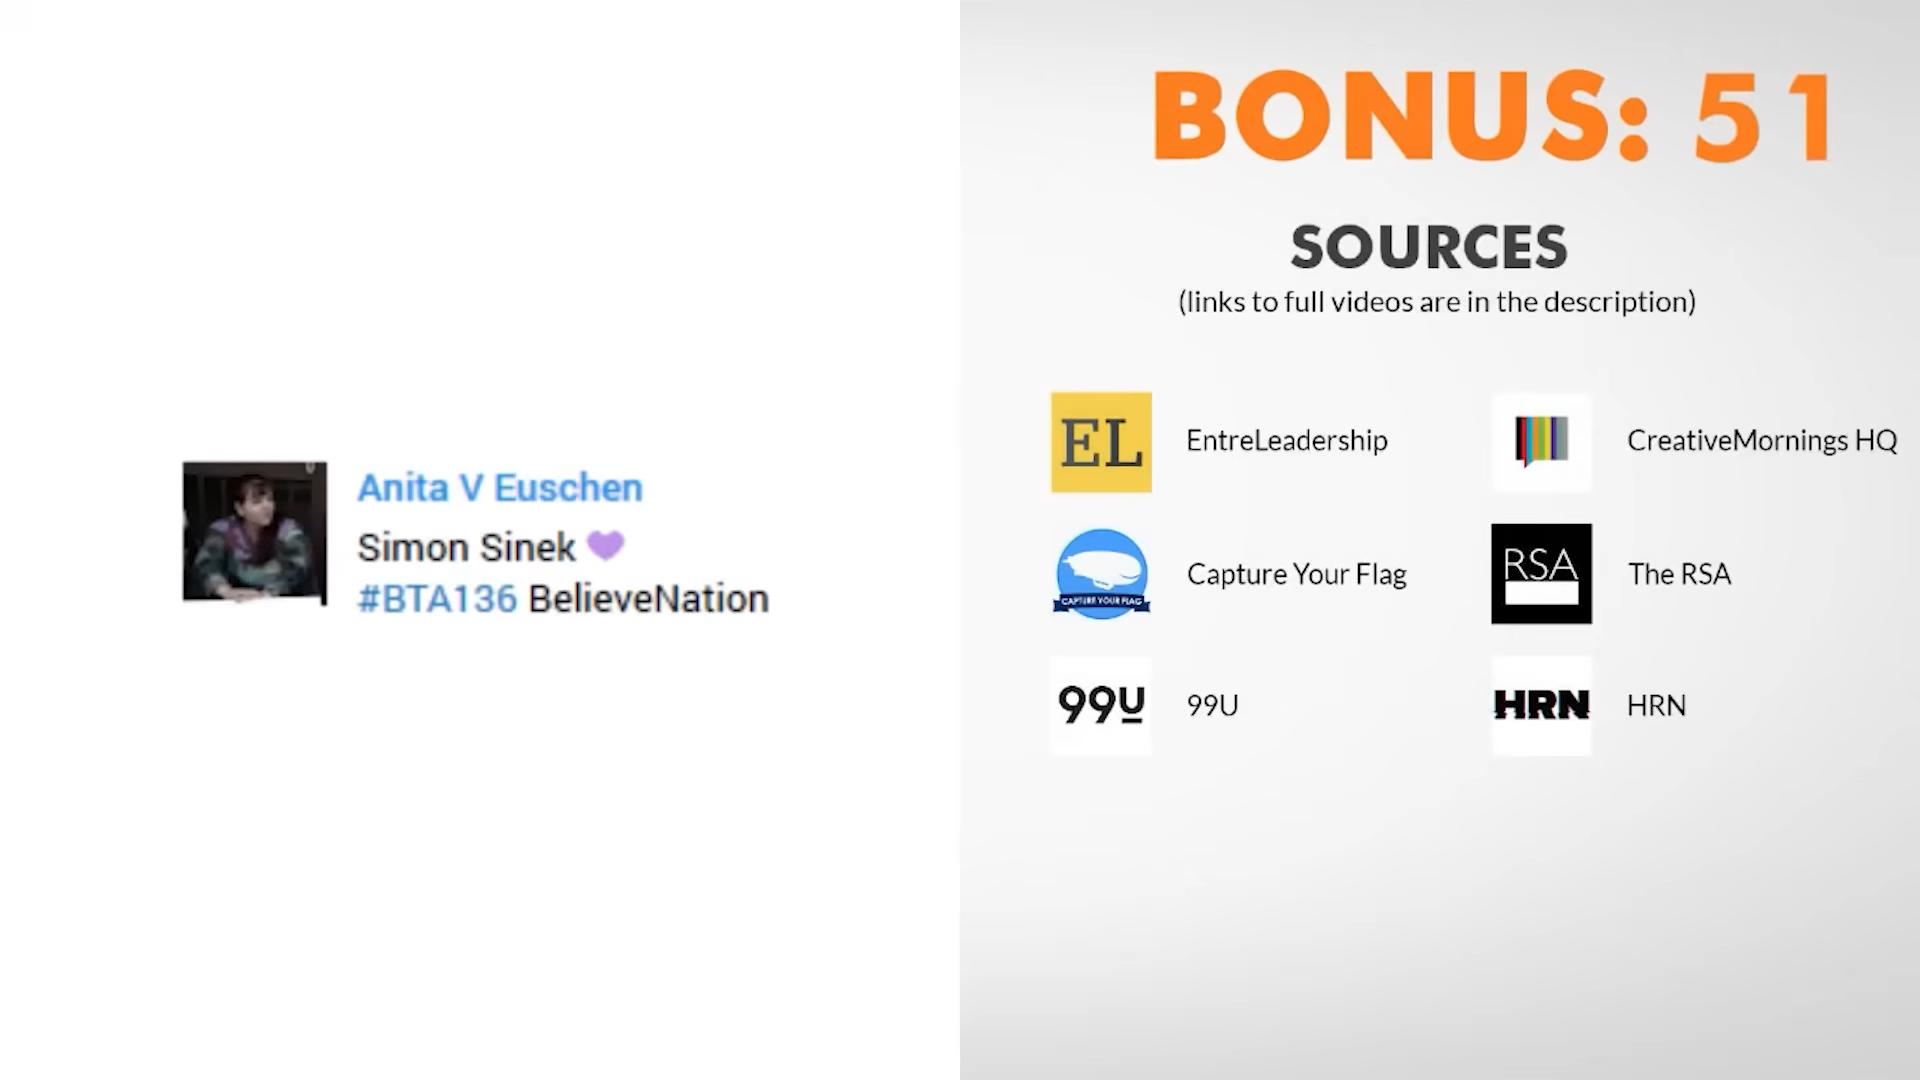 Anita V Euschen
Simon Sinek 💜
#BTA136 BelieveNation
BONUS: 51
SOURCES
(links to full videos are in the description)
EL EntreLeadership
CreativeMornings HQ
CAPTURE YOUR FLAG Capture Your Flag
RSA The RSA
99U 99U
HRN HRN